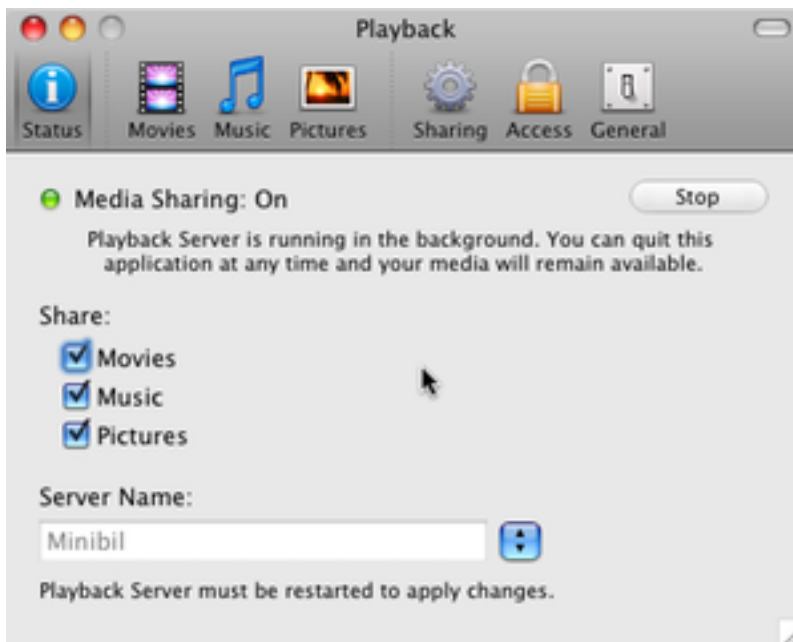 Playback
Status Movies Music Pictures Sharing Access General
Media Sharing: On Stop
Playback Server is running in the background. You can quit this
application at any time and your media will remain available.
Share:
Movies
Music
Pictures
Server Name:
Minibil
Playback Server must be restarted to apply changes.